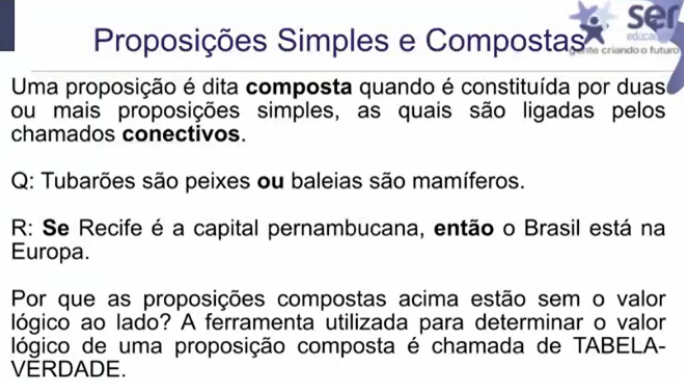 Proposições Simples e Compostas
ser
educacional
gente criando o futuro
Uma proposição é dita composta quando é constituída por duas
ou mais proposições simples, as quais são ligadas pelos
chamados conectivos.
Q: Tubarões são peixes ou baleias são mamíferos.
R: Se Recife é a capital pernambucana, então o Brasil está na
Europa.
Por que as proposições compostas acima estão sem o valor
lógico ao lado? A ferramenta utilizada para determinar o valor
lógico de uma proposição composta é chamada de TABELA-
VERDADE.